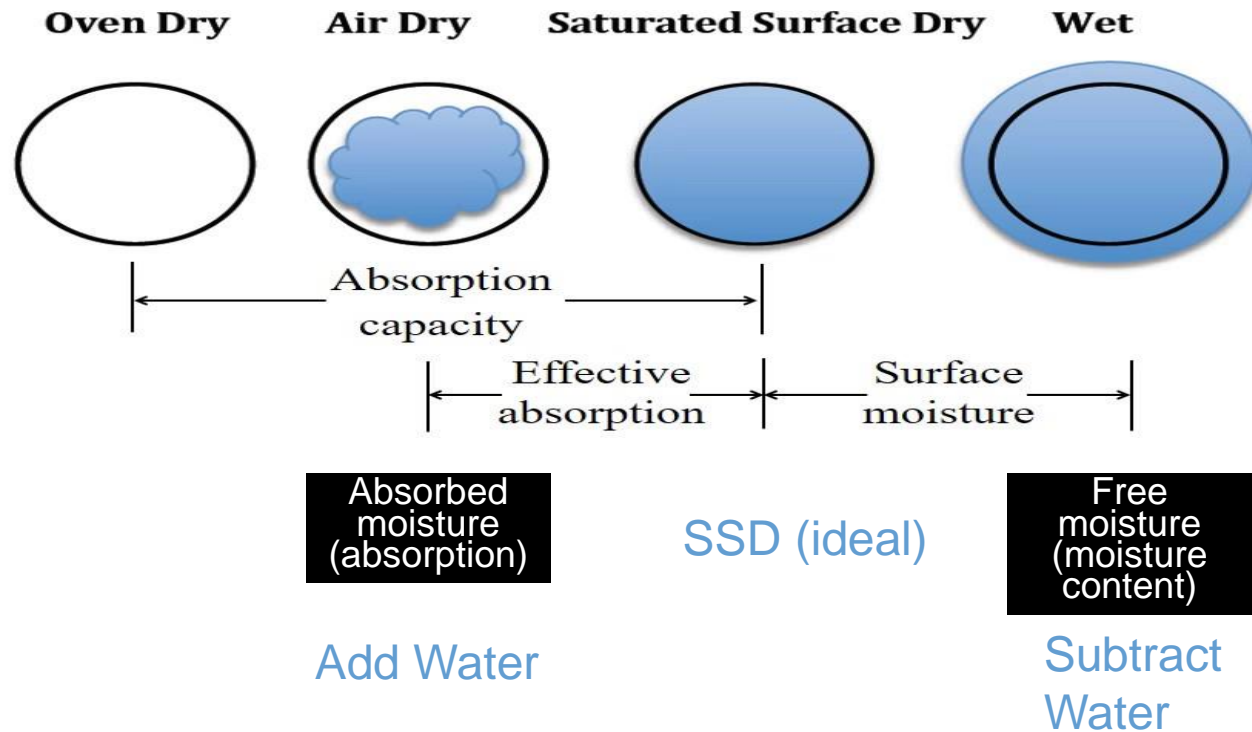 Oven Dry Air Dry Saturated Surface Dry Wet
Absorption
capacity
Effective
absorption
Surface
moisture
Absorbed
moisture
(absorption)
SSD (ideal)
Free
moisture
(moisture
content)
Add Water
Subtract
Water